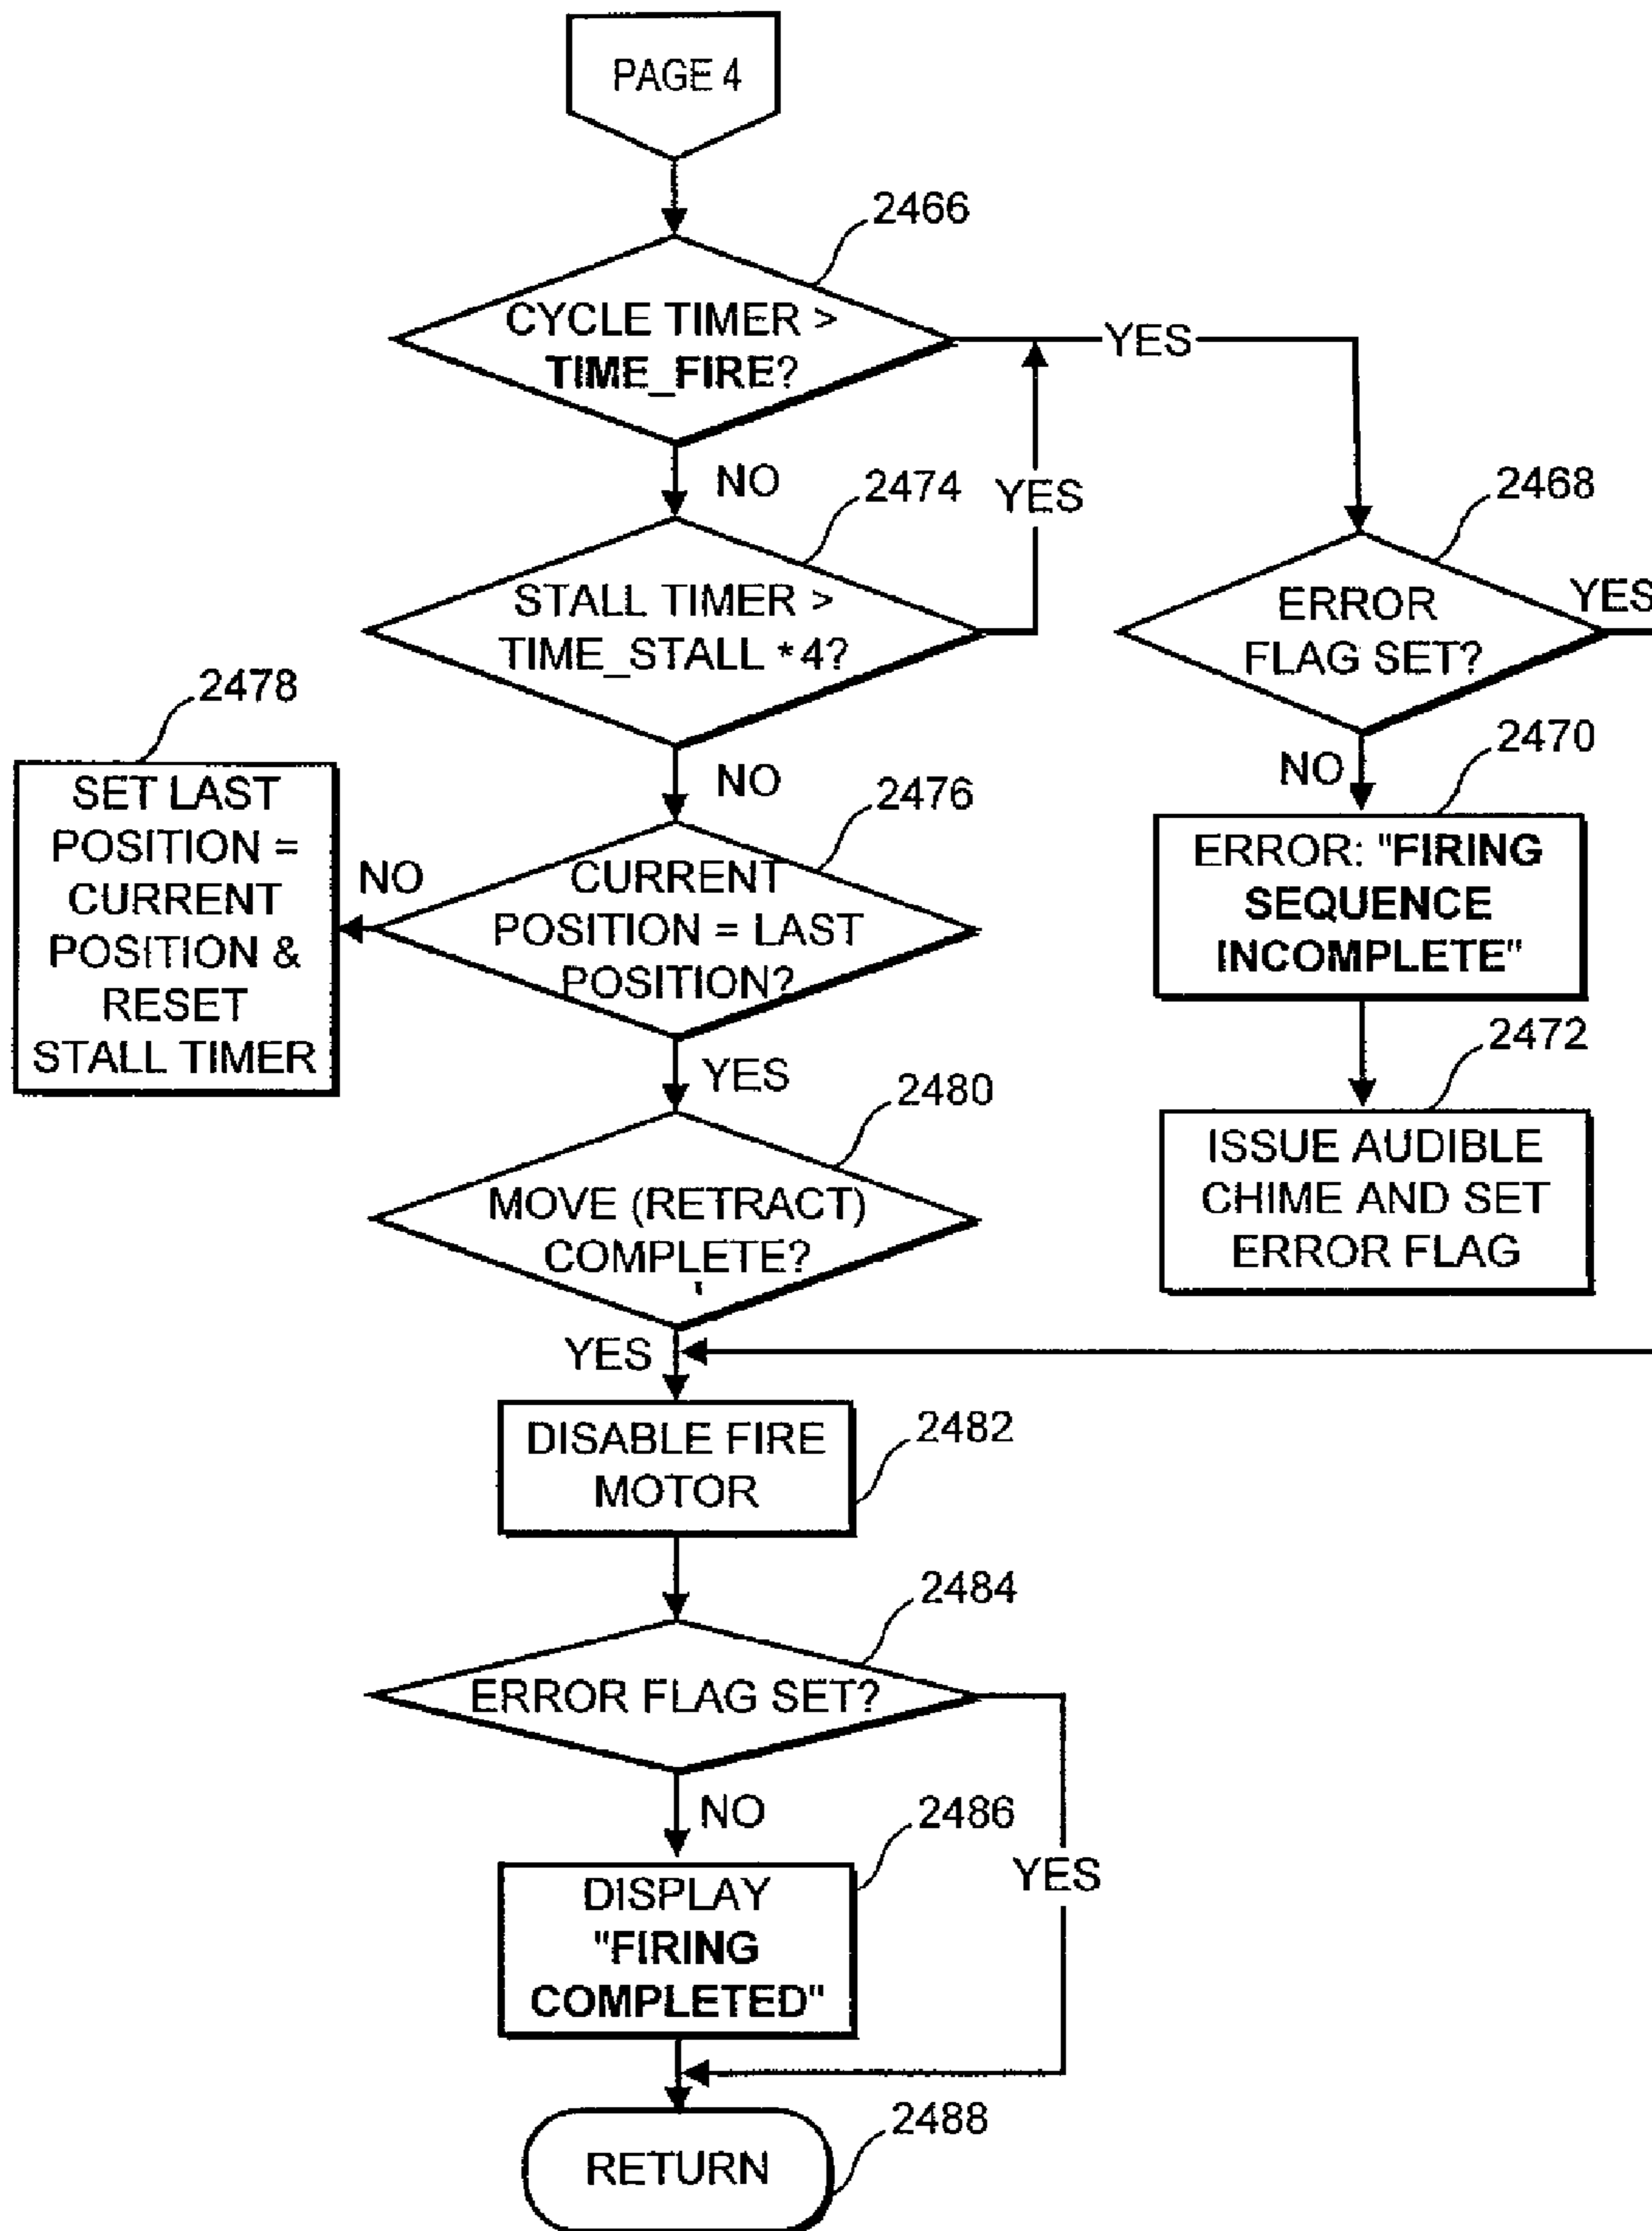 PAGE 4
2466
CYCLE TIMER >
TIME_FIRE?
YES
NO
2474
YES
2468
STALL TIMER >
TIME_STALL *4?
ERROR
FLAG SET?
YES
2478
NO
2476
NO
2470
SET LAST
POSITION =
CURRENT
POSITION &
RESET
STALL TIMER
NO
CURRENT
POSITION = LAST
POSITION?
ERROR: "FIRING
SEQUENCE
INCOMPLETE"
YES
2480
2472
MOVE (RETRACT)
COMPLETE?
ISSUE AUDIBLE
CHIME AND SET
ERROR FLAG
YES
DISABLE FIRE
MOTOR
2482
2484
ERROR FLAG SET?
NO
2486
YES
DISPLAY
"FIRING
COMPLETED"
2488
RETURN